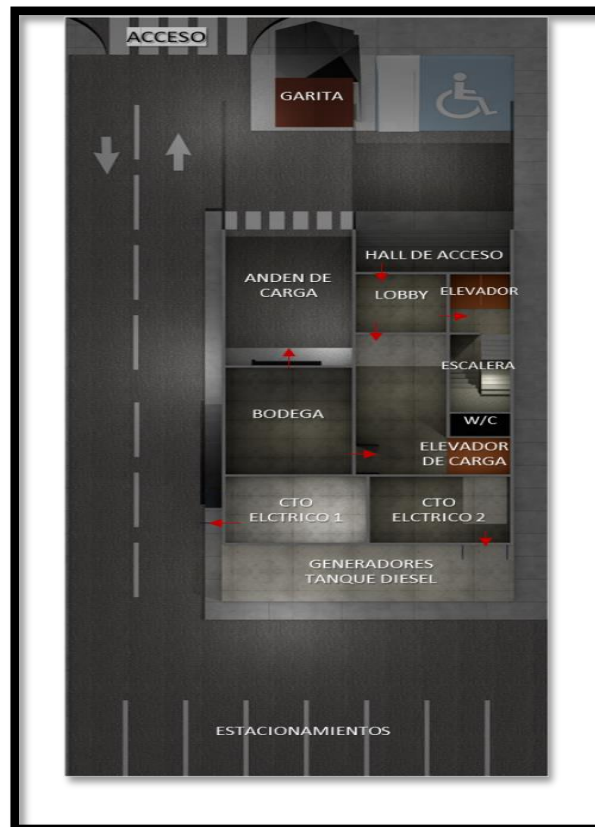 ACCESO
GARITA
HALL DE ACCESO
ANDEN DE
CARGA
LOBBY
ELEVADOR
ESCALERA
BODEGA
W/C
ELEVADOR
DE CARGA
CTO
ELCTRICO 1
CTO
ELCTRICO 2
GENERADORES
TANQUE DIESEL
ESTACIONAMIENTOS